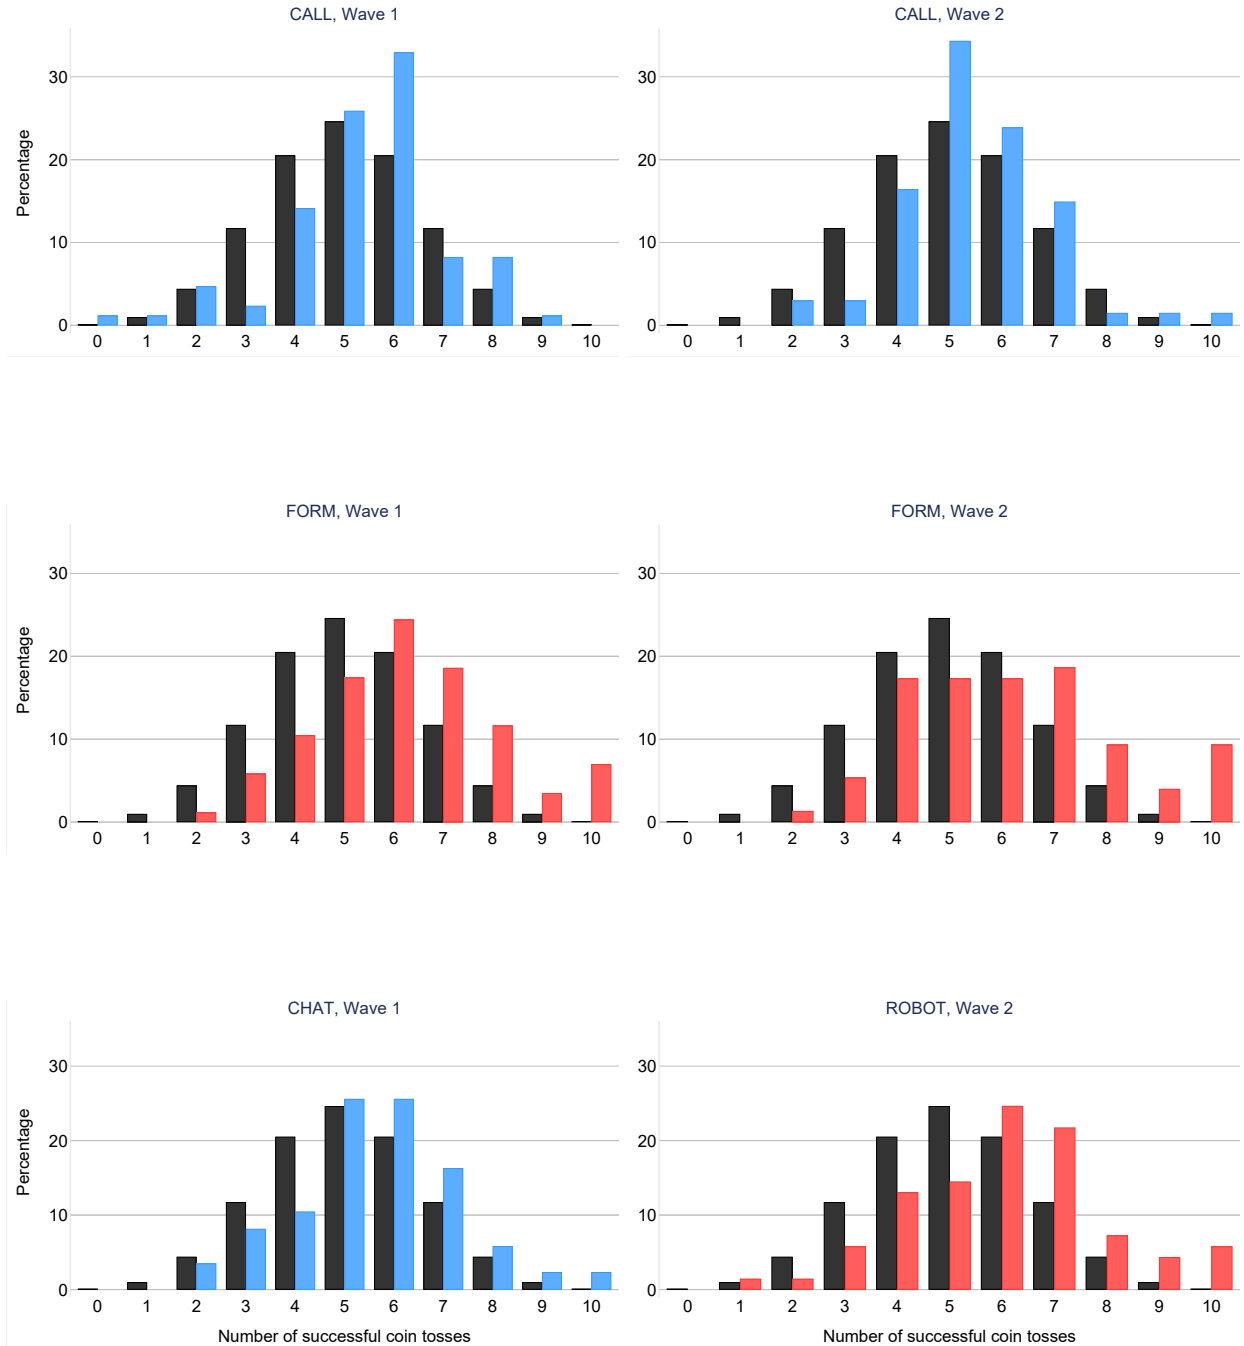 CALL, Wave 1
CALL, Wave 2
Percentage
30
20
10
0
0 1 2 3 4 5 6 7 8 9 10
30
20
10
0
0 1 2 3 4 5 6 7 8 9 10
FORM, Wave 1
FORM, Wave 2
Percentage
30
20
10
0
0 1 2 3 4 5 6 7 8 9 10
30
20
10
0
0 1 2 3 4 5 6 7 8 9 10
CHAT, Wave 1
ROBOT, Wave 2
Percentage
30
20
10
0
0 1 2 3 4 5 6 7 8 9 10
Number of successful coin tosses
30
20
10
0
0 1 2 3 4 5 6 7 8 9 10
Number of successful coin tosses